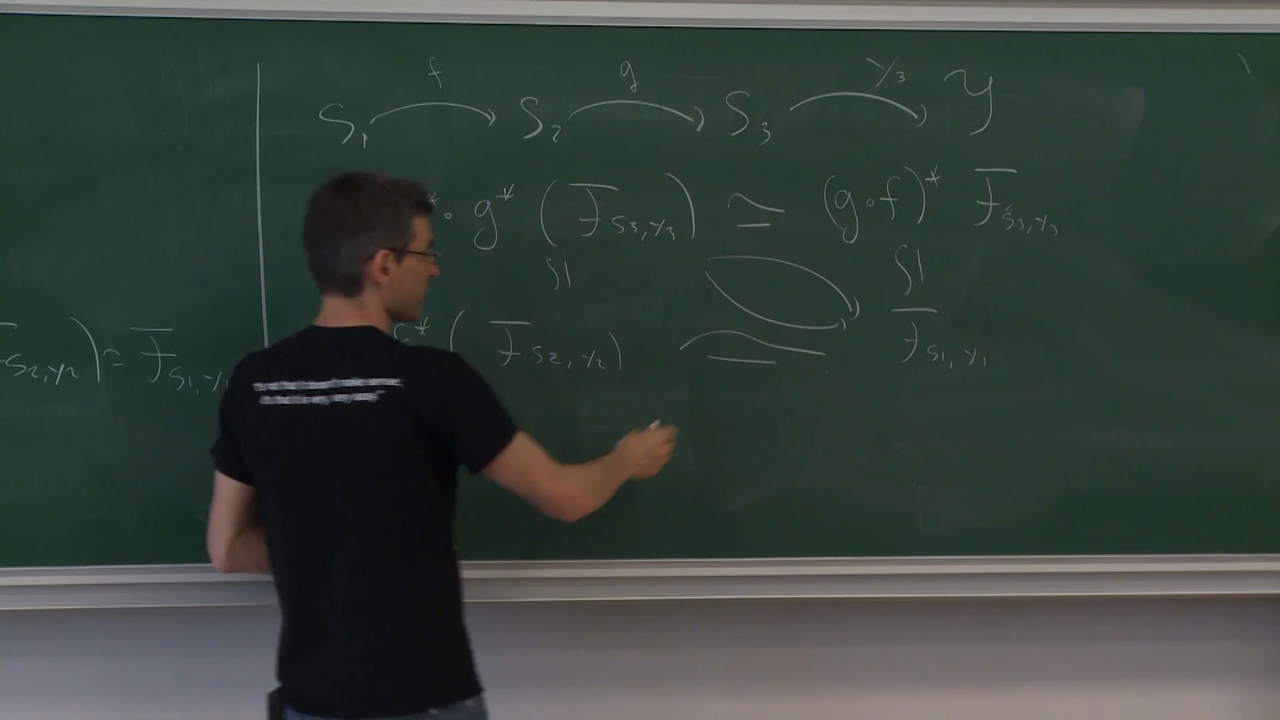 f g y₃
S₁ → S₂ → S₃ → 𝒴
* ∘ g* (ℱ_{S₃,y₃}) ≃ (g∘f)* ℱ_{S₃,y₃}
S| S|
* (ℱ_{S₂,y₂}) ≃ ℱ_{S₁,y₁}
S₂,y₂) ≃ ℱ_{S₁,y₁}